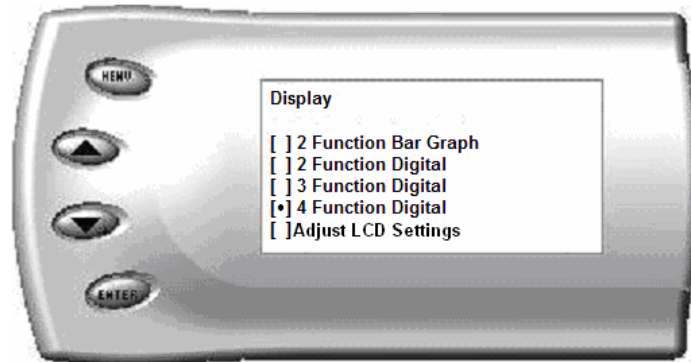 MENU
Display
[ ] 2 Function Bar Graph
[ ] 2 Function Digital
[ ] 3 Function Digital
[•] 4 Function Digital
[ ]Adjust LCD Settings
ENTER